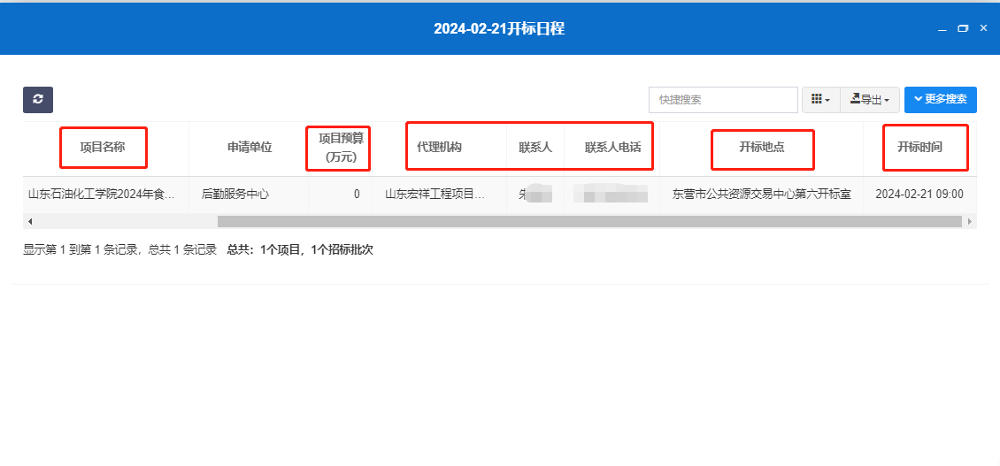 2024-02-21开标日程
快捷搜索
导出
更多搜索
项目名称
申请单位
项目预算
(万元)
代理机构
联系人
联系人电话
开标地点
开标时间
山东石油化工学院2024年食...
后勤服务中心
0
山东宏祥工程项目...
朱
东营市公共资源交易中心第六开标室
2024-02-21 09:00
显示第 1 到第 1 条记录，总共 1 条记录 总共：1个项目，1个招标批次